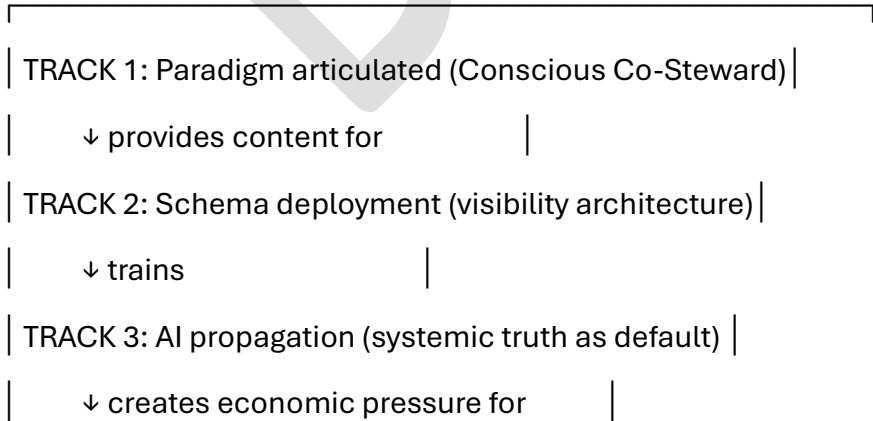 | TRACK 1: Paradigm articulated (Conscious Co-Steward) |
| ↓ provides content for |
| TRACK 2: Schema deployment (visibility architecture) |
| ↓ trains |
| TRACK 3: AI propagation (systemic truth as default) |
| ↓ creates economic pressure for |